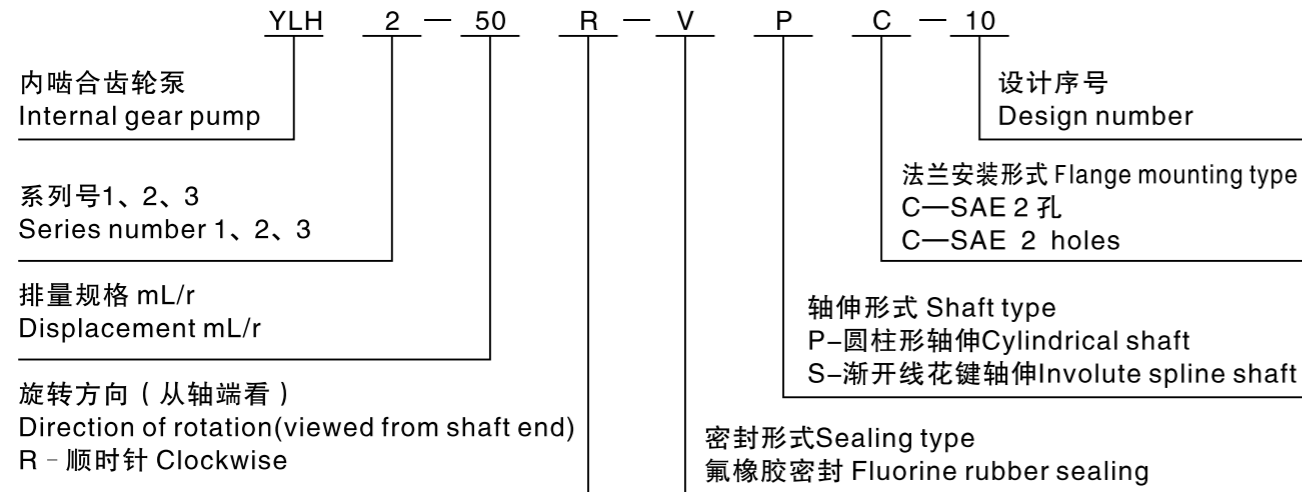 YLH 2 — 50 R — V P C — 10
内啮合齿轮泵
Internal gear pump
系列号1、2、3
Series number 1、2、3
排量规格 mL/r
Displacement mL/r
旋转方向（从轴端看）
Direction of rotation(viewed from shaft end)
R–顺时针 Clockwise
设计序号
Design number
法兰安装形式 Flange mounting type
C—SAE 2 孔
C—SAE 2 holes
轴伸形式 Shaft type
P–圆柱形轴伸Cylindrical shaft
S–渐开线花键轴伸Involute spline shaft
密封形式Sealing type
氟橡胶密封 Fluorine rubber sealing